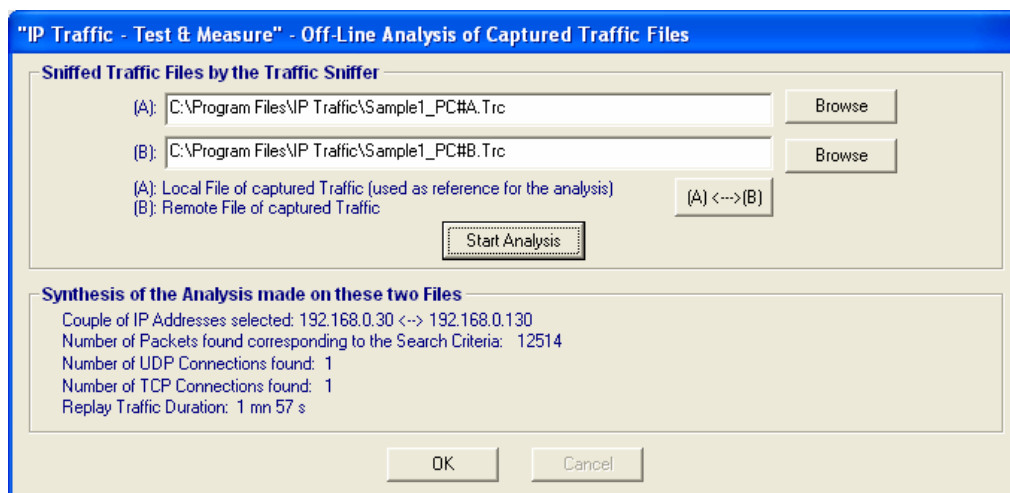 "IP Traffic - Test & Measure" - Off-Line Analysis of Captured Traffic Files
Sniffed Traffic Files by the Traffic Sniffer
(A): C:\Program Files\IP Traffic\Sample1_PC#A.Trc Browse
(B): C:\Program Files\IP Traffic\Sample1_PC#B.Trc Browse
(A): Local File of captured Traffic (used as reference for the analysis)
(B): Remote File of captured Traffic
(A) <--->(B)
Start Analysis
Synthesis of the Analysis made on these two Files
Couple of IP Addresses selected: 192.168.0.30 <--> 192.168.0.130
Number of Packets found corresponding to the Search Criteria: 12514
Number of UDP Connections found: 1
Number of TCP Connections found: 1
Replay Traffic Duration: 1 mn 57 s
OK Cancel